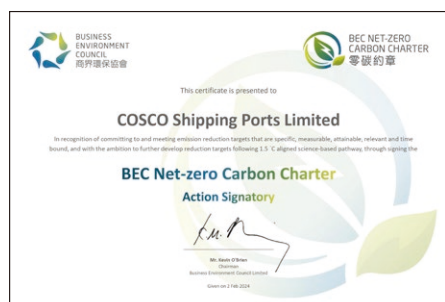 BUSINESS
ENVIRONMENT
COUNCIL
商界環保協會
BEC NET-ZERO
CARBON CHARTER
零碳約章
This certificate is presented to
COSCO Shipping Ports Limited
In recognition of committing to and meeting emission reduction targets that are specific, measurable, attainable, relevant and time
bound, and with the ambition to further develop reduction targets following 1.5 °C aligned science-based pathway, through signing the
BEC Net-zero Carbon Charter
Action Signatory
Mr. Kevin O'Brien
Chairman
Business Environment Council Limited
Given on 2 Feb 2024